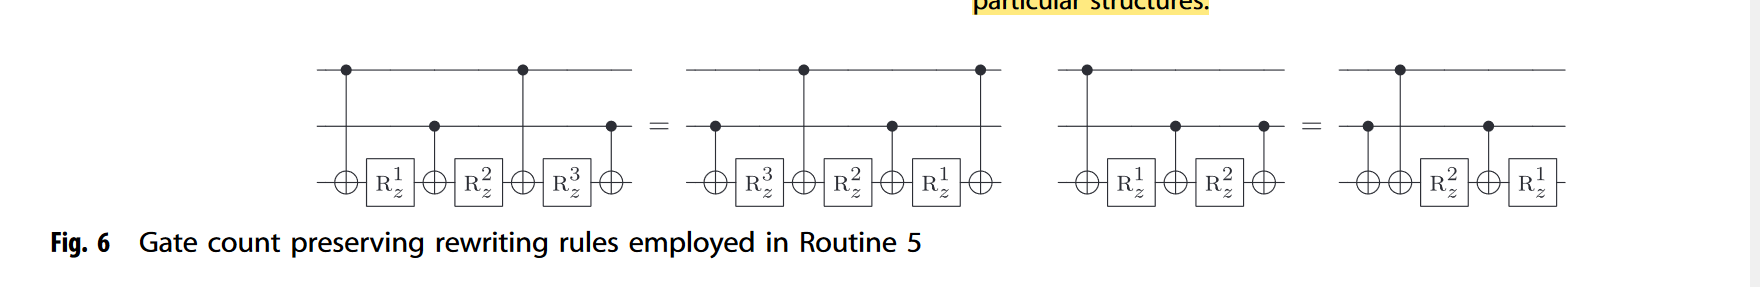 particular structures.
R_z^1 R_z^2 R_z^3 = R_z^3 R_z^2 R_z^1 R_z^1 R_z^2 = R_z^2 R_z^1
Fig. 6 Gate count preserving rewriting rules employed in Routine 5